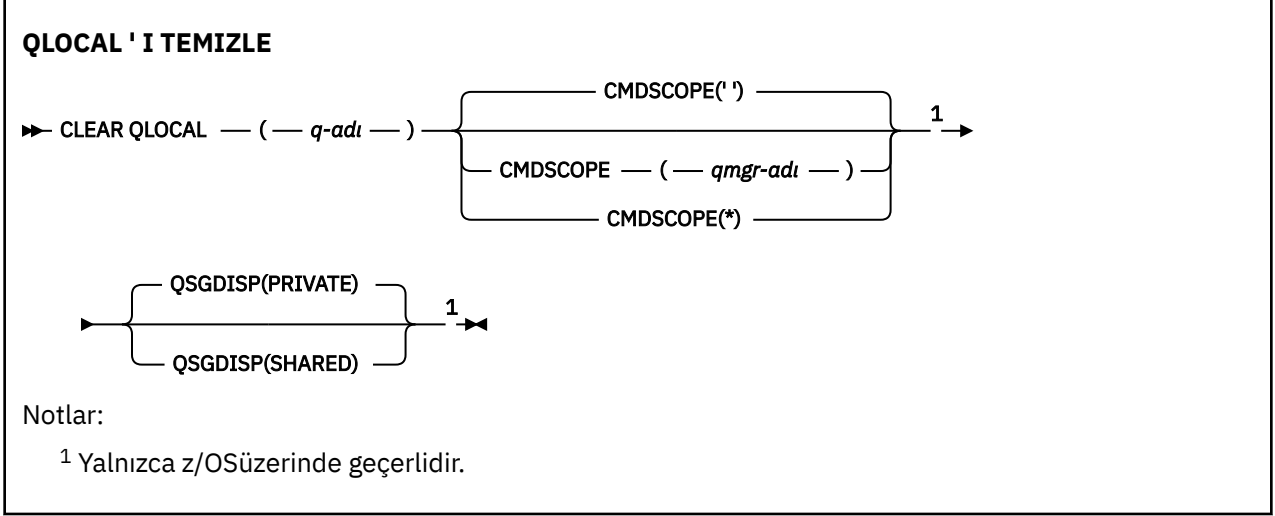 QLOCAL ' I TEMIZLE
CMDSCOPE(' ')
CLEAR QLOCAL ( q-adı ) 1
CMDSCOPE ( qmgr-adı )
CMDSCOPE(*)
QSGDISP(PRIVATE)
1
QSGDISP(SHARED)
Notlar:
1 Yalnızca z/OSüzerinde geçerlidir.